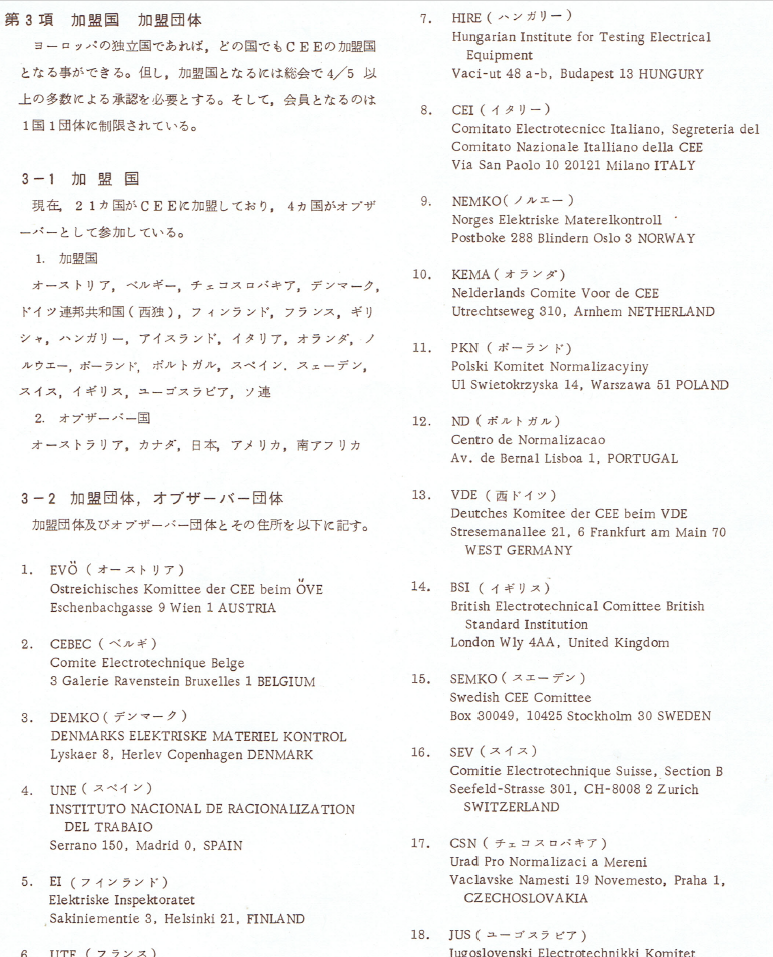 第3項 加盟国 加盟団体
ヨーロッパの独立国であれば，どの国でもCEEの加盟国
となる事ができる。但し，加盟国となるには総会で4／5 以
上の多数による承認を必要とする。そして，会員となるのは
1国1団体に制限されている。
3－1 加盟国
現在，21カ国がCEEに加盟しており，4カ国がオブザ
ーバーとして参加している。
1. 加盟国
オーストリア，ベルギー，チェコスロバキア，デンマーク，
ドイツ連邦共和国（西独），フィンランド，フランス，ギリ
シャ，ハンガリー，アイスランド，イタリア，オランダ，ノ
ルウエー，ポーランド，ポルトガル，スペイン．スェーデン，
スイス，イギリス，ユーゴスラビア，ソ連
2. オブザーバー国
オーストラリア，カナダ，日本，アメリカ，南アフリカ
3－2 加盟団体，オブザーバー団体
加盟団体及びオブザーバー団体とその住所を以下に記す。
1. EVÖ（オーストリア）
Ostreichisches Komittee der CEE beim ÖVE
Eschenbachgasse 9 Wien 1 AUSTRIA
2. CEBEC（ベルギ）
Comite Electrotechnique Belge
3 Galerie Ravenstein Bruxelles 1 BELGIUM
3. DEMKO（デンマーク）
DENMARKS ELEKTRISKE MATERIEL KONTROL
Lyskaer 8, Herlev Copenhagen DENMARK
4. UNE（スペイン）
INSTITUTO NACIONAL DE RACIONALIZATION
DEL TRABAIO
Serrano 150, Madrid 0, SPAIN
5. EI（フィンランド）
Elektriske Inspektoratet
Sakiniementie 3, Helsinki 21, FINLAND
6. UTE（フランス）
7. HIRE（ハンガリー）
Hungarian Institute for Testing Electrical
Equipment
Vaci-ut 48 a-b, Budapest 13 HUNGURY
8. CEI（イタリー）
Comitato Electrotecnicc Italiano, Segreteria del
Comitato Nazionale Italliano della CEE
Via San Paolo 10 20121 Milano ITALY
9. NEMKO（ノルエー）
Norges Elektriske Materelkontroll
Postboke 288 Blindern Oslo 3 NORWAY
10. KEMA（オランダ）
Nelderlands Comite Voor de CEE
Utrechtseweg 310, Arnhem NETHERLAND
11. PKN（ポーランド）
Polski Komitet Normalizacyiny
Ul Swietokrzyska 14, Warszawa 51 POLAND
12. ND（ポルトガル）
Centro de Normalizacao
Av. de Bernal Lisboa 1, PORTUGAL
13. VDE（西ドイツ）
Deutches Komitee der CEE beim VDE
Stresemanallee 21, 6 Frankfurt am Main 70
WEST GERMANY
14. BSI（イギリス）
British Electrotechnical Comittee British
Standard Institution
London Wly 4AA, United Kingdom
15. SEMKO（スエーデン）
Swedish CEE Comittee
Box 30049, 10425 Stockholm 30 SWEDEN
16. SEV（スイス）
Comitie Electrotechnique Suisse, Section B
Seefeld-Strasse 301, CH-8008 2 Zurich
SWITZERLAND
17. CSN（チェコスロバキア）
Urad Pro Normalizaci a Mereni
Vaclavske Namesti 19 Novemesto, Praha 1,
CZECHOSLOVAKIA
18. JUS（ユーゴスラビア）
Jugoslovenski Electrotechnikki Komitet